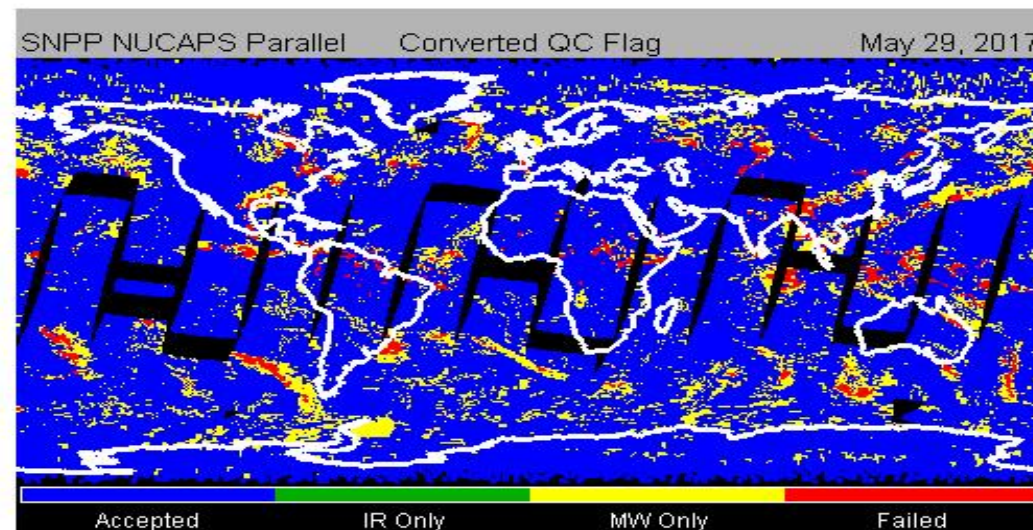 SNPP NUCAPS Parallel Converted QC Flag May 29, 2017
Accepted IR Only MW Only Failed